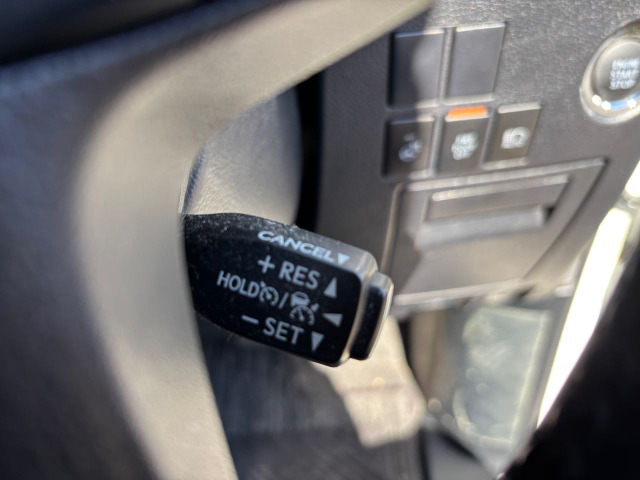 CANCEL▼
+ RES ▲
HOLD / ◀
− SET ▼
ENGINE
START
STOP